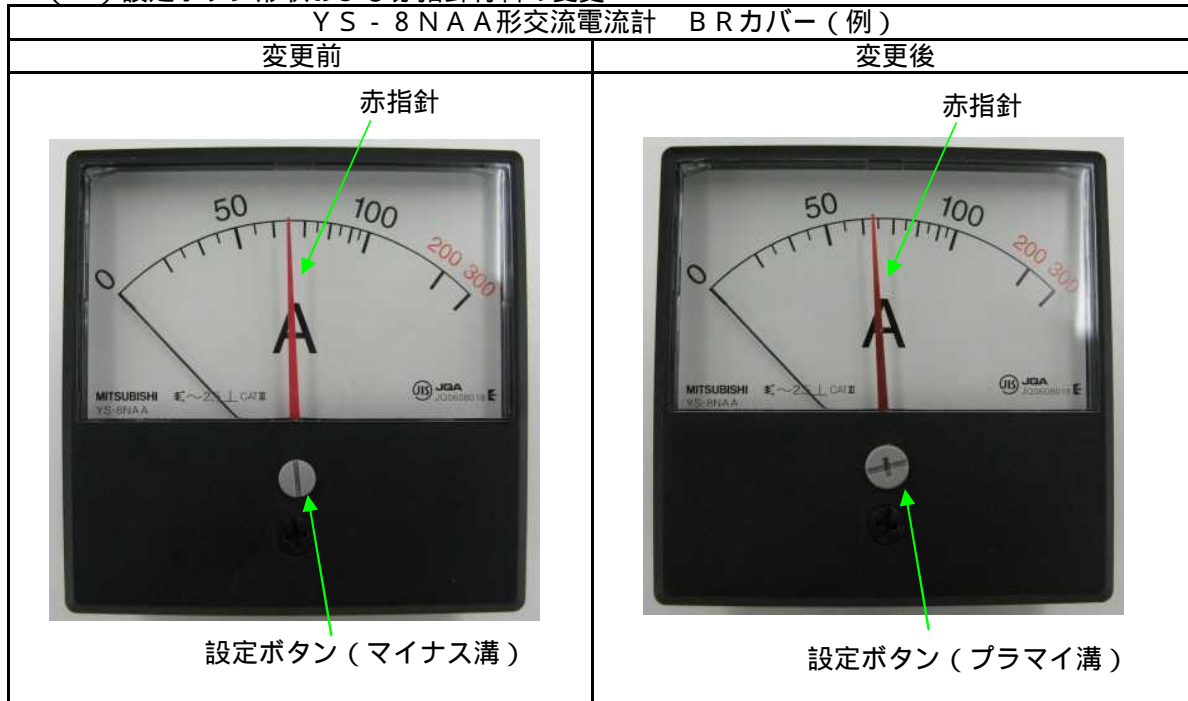 ＹＳ－８ＮＡＡ形交流電流計　ＢＲカバー（例）
変更前
変更後
赤指針
赤指針
0 50 100 200 300
A
MITSUBISHI
YS-8NAA
CATⅢ
JIS JQA
0 50 100 200 300
A
MITSUBISHI
YS-8NAA
CATⅢ
JIS JQA
設定ボタン（マイナス溝）
設定ボタン（プラマイ溝）